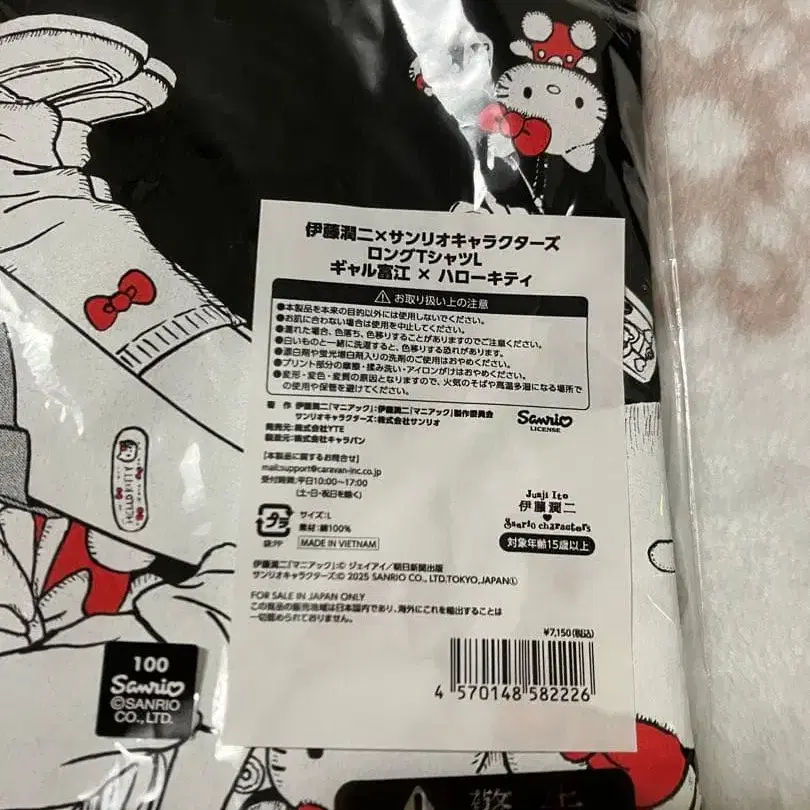 伊藤潤二×サンリオキャラクターズ
ロングTシャツL
ギャル富江 × ハローキティ
お取り扱い上の注意
●本製品を本来の目的以外には使用しないでください。
●お肌に合わない場合は使用を中止してください。
●濡れた場合、色落ち、色移りすることがありますのでご注意ください。
●白いものと一緒に洗濯すると、色移りする恐れがあります。
●漂白剤や蛍光増白剤入りの洗剤のご使用はおやめください。
●プリント部分の摩擦・揉み洗い・アイロンがけはおやめください。
●変形・変色・変質の原因となりますので、火気のそばや高温多湿になる場所での使用や保管を避けてください。
著 作 伊藤潤二『マニアック』:伊藤潤二『マニアック』製作委員会
サンリオキャラクターズ:株式会社サンリオ
発売元:株式会社YTE
製造元:株式会社キャラバン
Sanrio
LICENSE
【本製品に関するお問合せ】
mail:support@caravan-inc.co.jp
受付時間:平日10:00〜17:00
(土・日・祝日を除く)
プラ
袋:PP
サイズ:L
素材:綿100%
MADE IN VIETNAM
Junji Ito
伊藤潤二
Sanrio characters
対象年齢15歳以上
伊藤潤二『マニアック』:© ジェイアイ/朝日新聞出版
サンリオキャラクターズ:© 2025 SANRIO CO., LTD.TOKYO,JAPANⓁ
FOR SALE IN JAPAN ONLY
この商品の販売地域は日本国内であり、海外にこれを輸出することは
一切認められておりません。
¥7,150(税込)
4 570148 582226
HELLO KITTY
100
Sanrio
©SANRIO
CO., LTD.